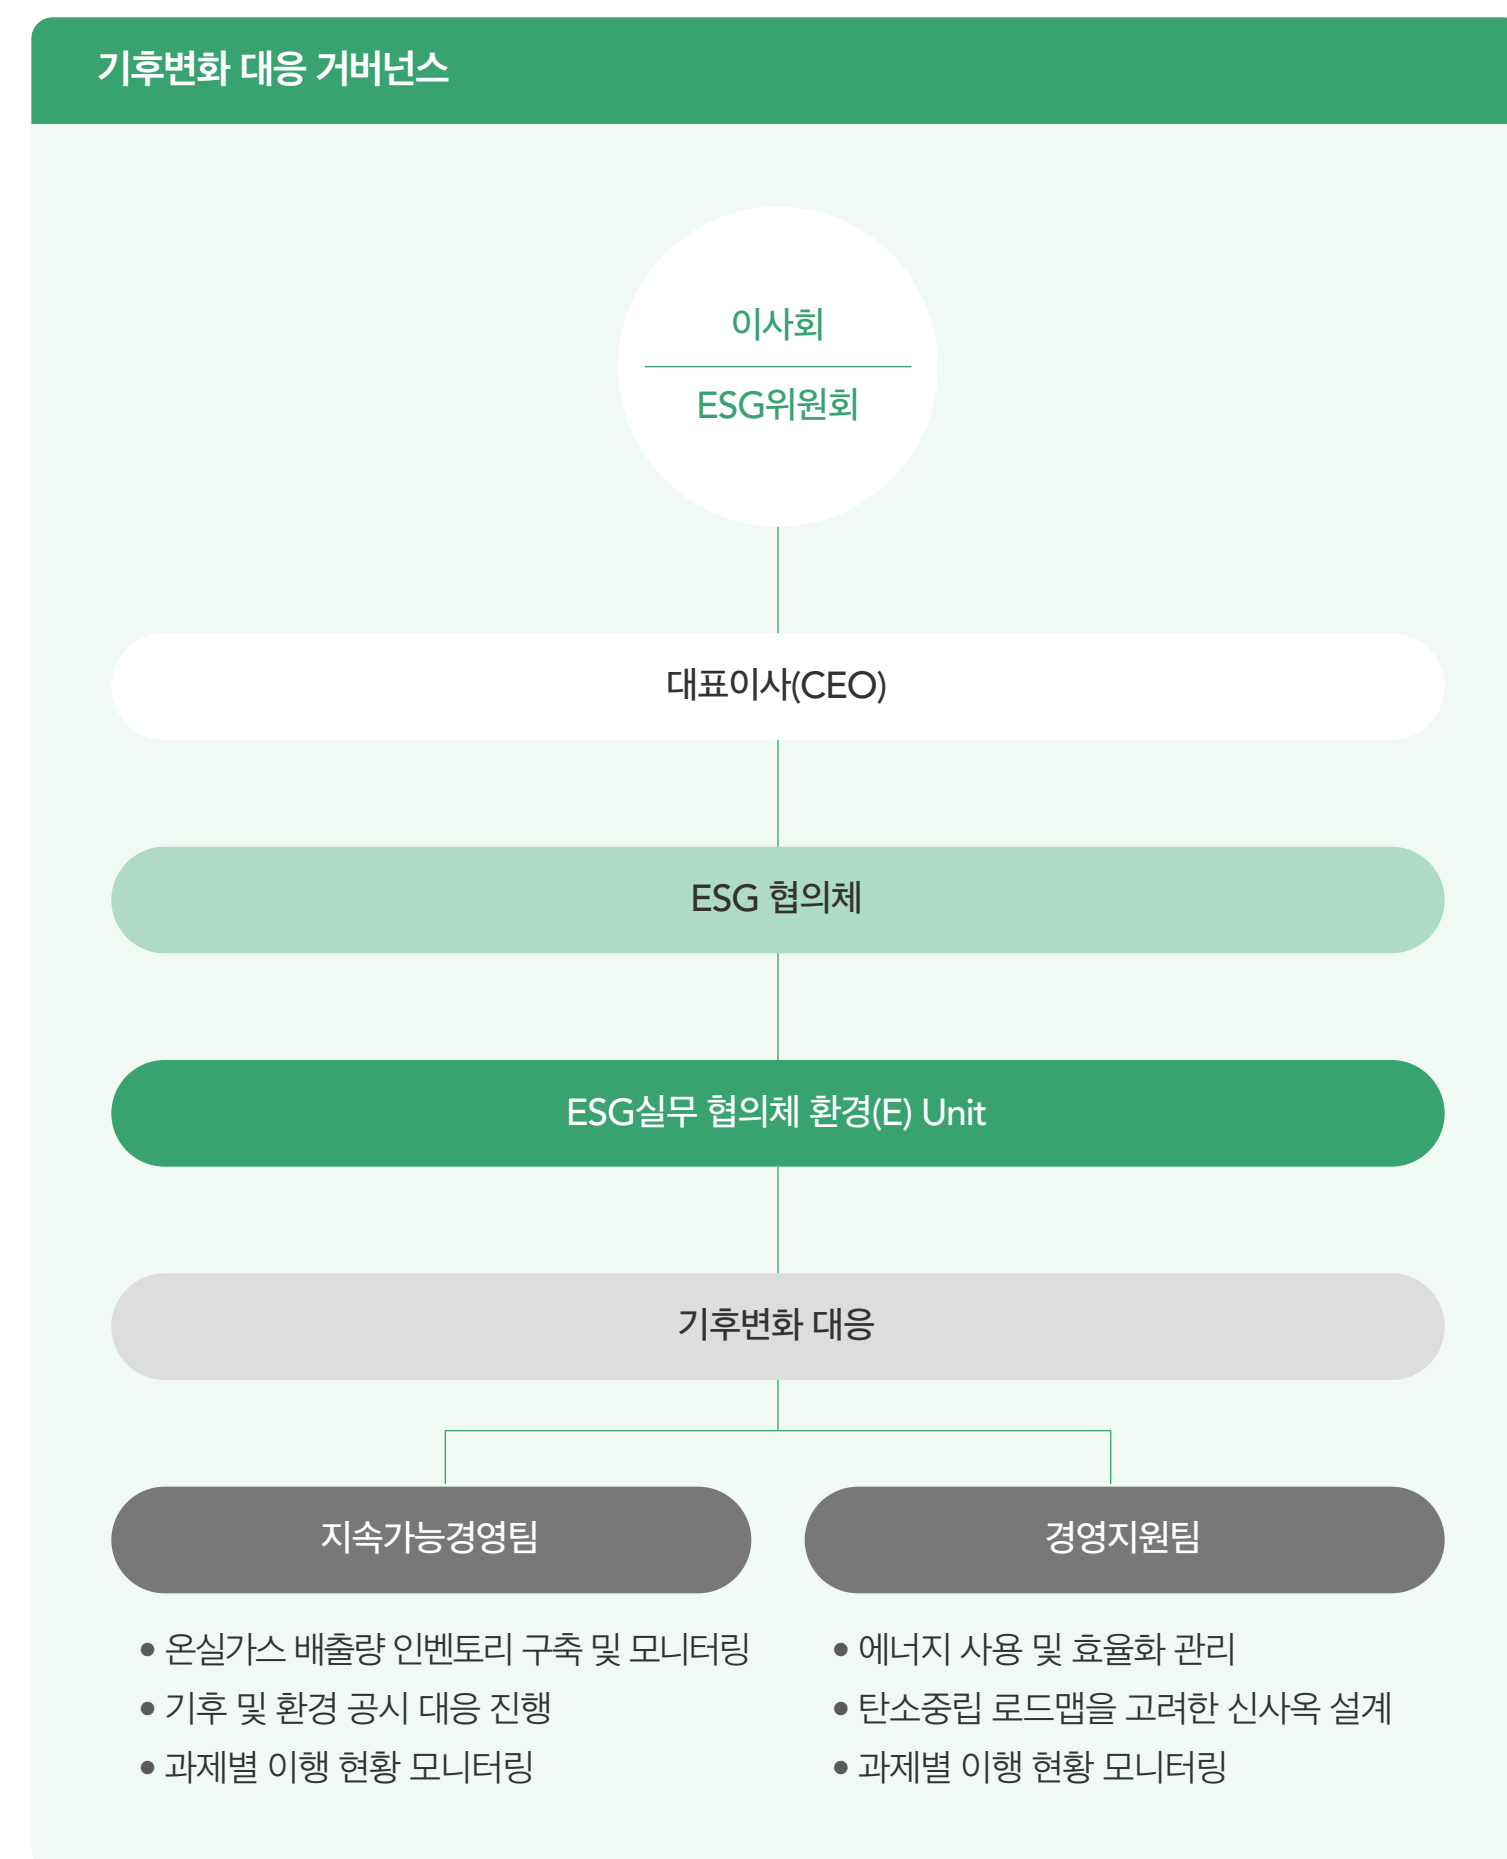 기후변화 대응 거버넌스
이사회
ESG위원회
대표이사(CEO)
ESG 협의체
ESG실무 협의체 환경(E) Unit
기후변화 대응
지속가능경영팀
● 온실가스 배출량 인벤토리 구축 및 모니터링
● 기후 및 환경 공시 대응 진행
● 과제별 이행 현황 모니터링
경영지원팀
● 에너지 사용 및 효율화 관리
● 탄소중립 로드맵을 고려한 신사옥 설계
● 과제별 이행 현황 모니터링